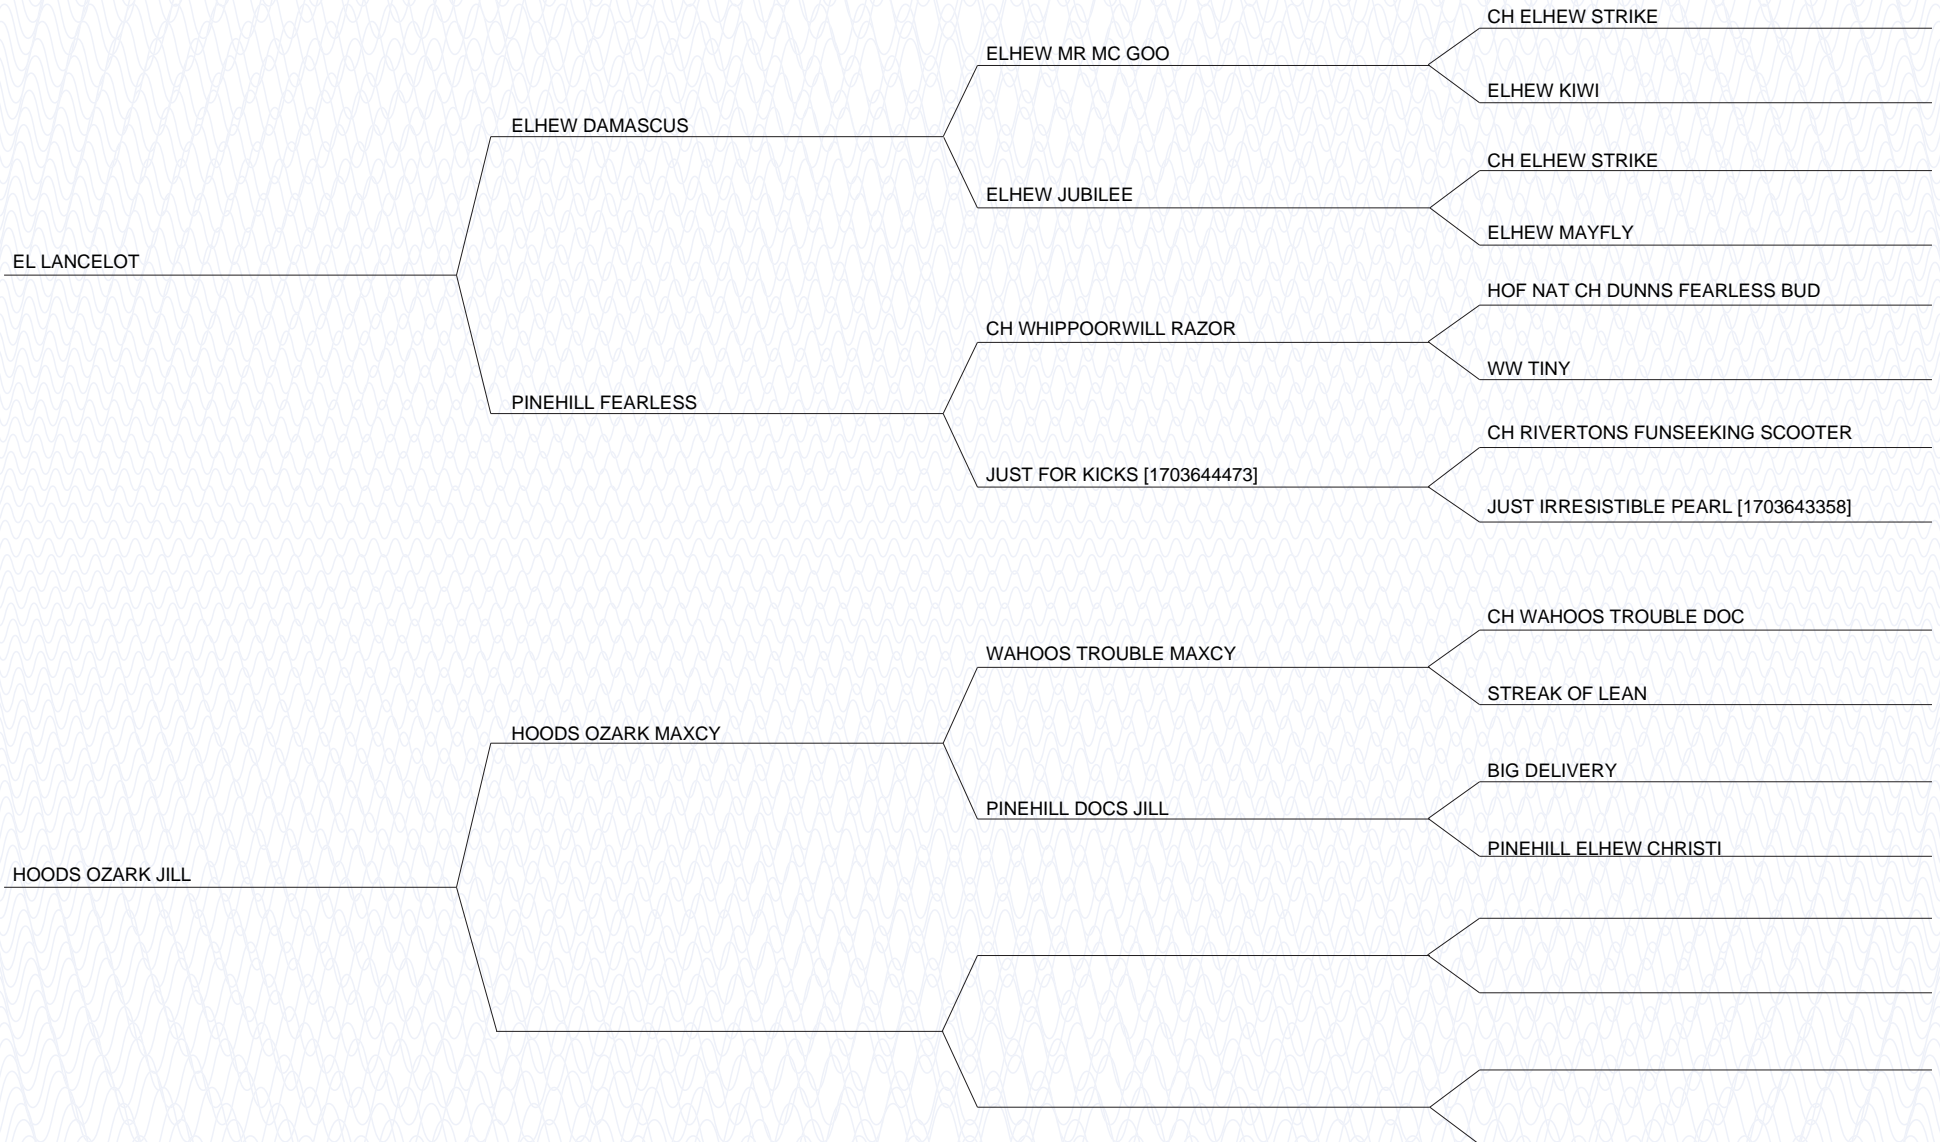 CH ELHEW STRIKE
ELHEW MR MC GOO
ELHEW KIWI
ELHEW DAMASCUS
CH ELHEW STRIKE
ELHEW JUBILEE
ELHEW MAYFLY
EL LANCELOT
HOF NAT CH DUNNS FEARLESS BUD
CH WHIPPOORWILL RAZOR
WW TINY
PINEHILL FEARLESS
CH RIVERTONS FUNSEEKING SCOOTER
JUST FOR KICKS [1703644473]
JUST IRRESISTIBLE PEARL [1703643358]
CH WAHOOS TROUBLE DOC
WAHOOS TROUBLE MAXCY
STREAK OF LEAN
HOODS OZARK MAXCY
BIG DELIVERY
PINEHILL DOCS JILL
PINEHILL ELHEW CHRISTI
HOODS OZARK JILL